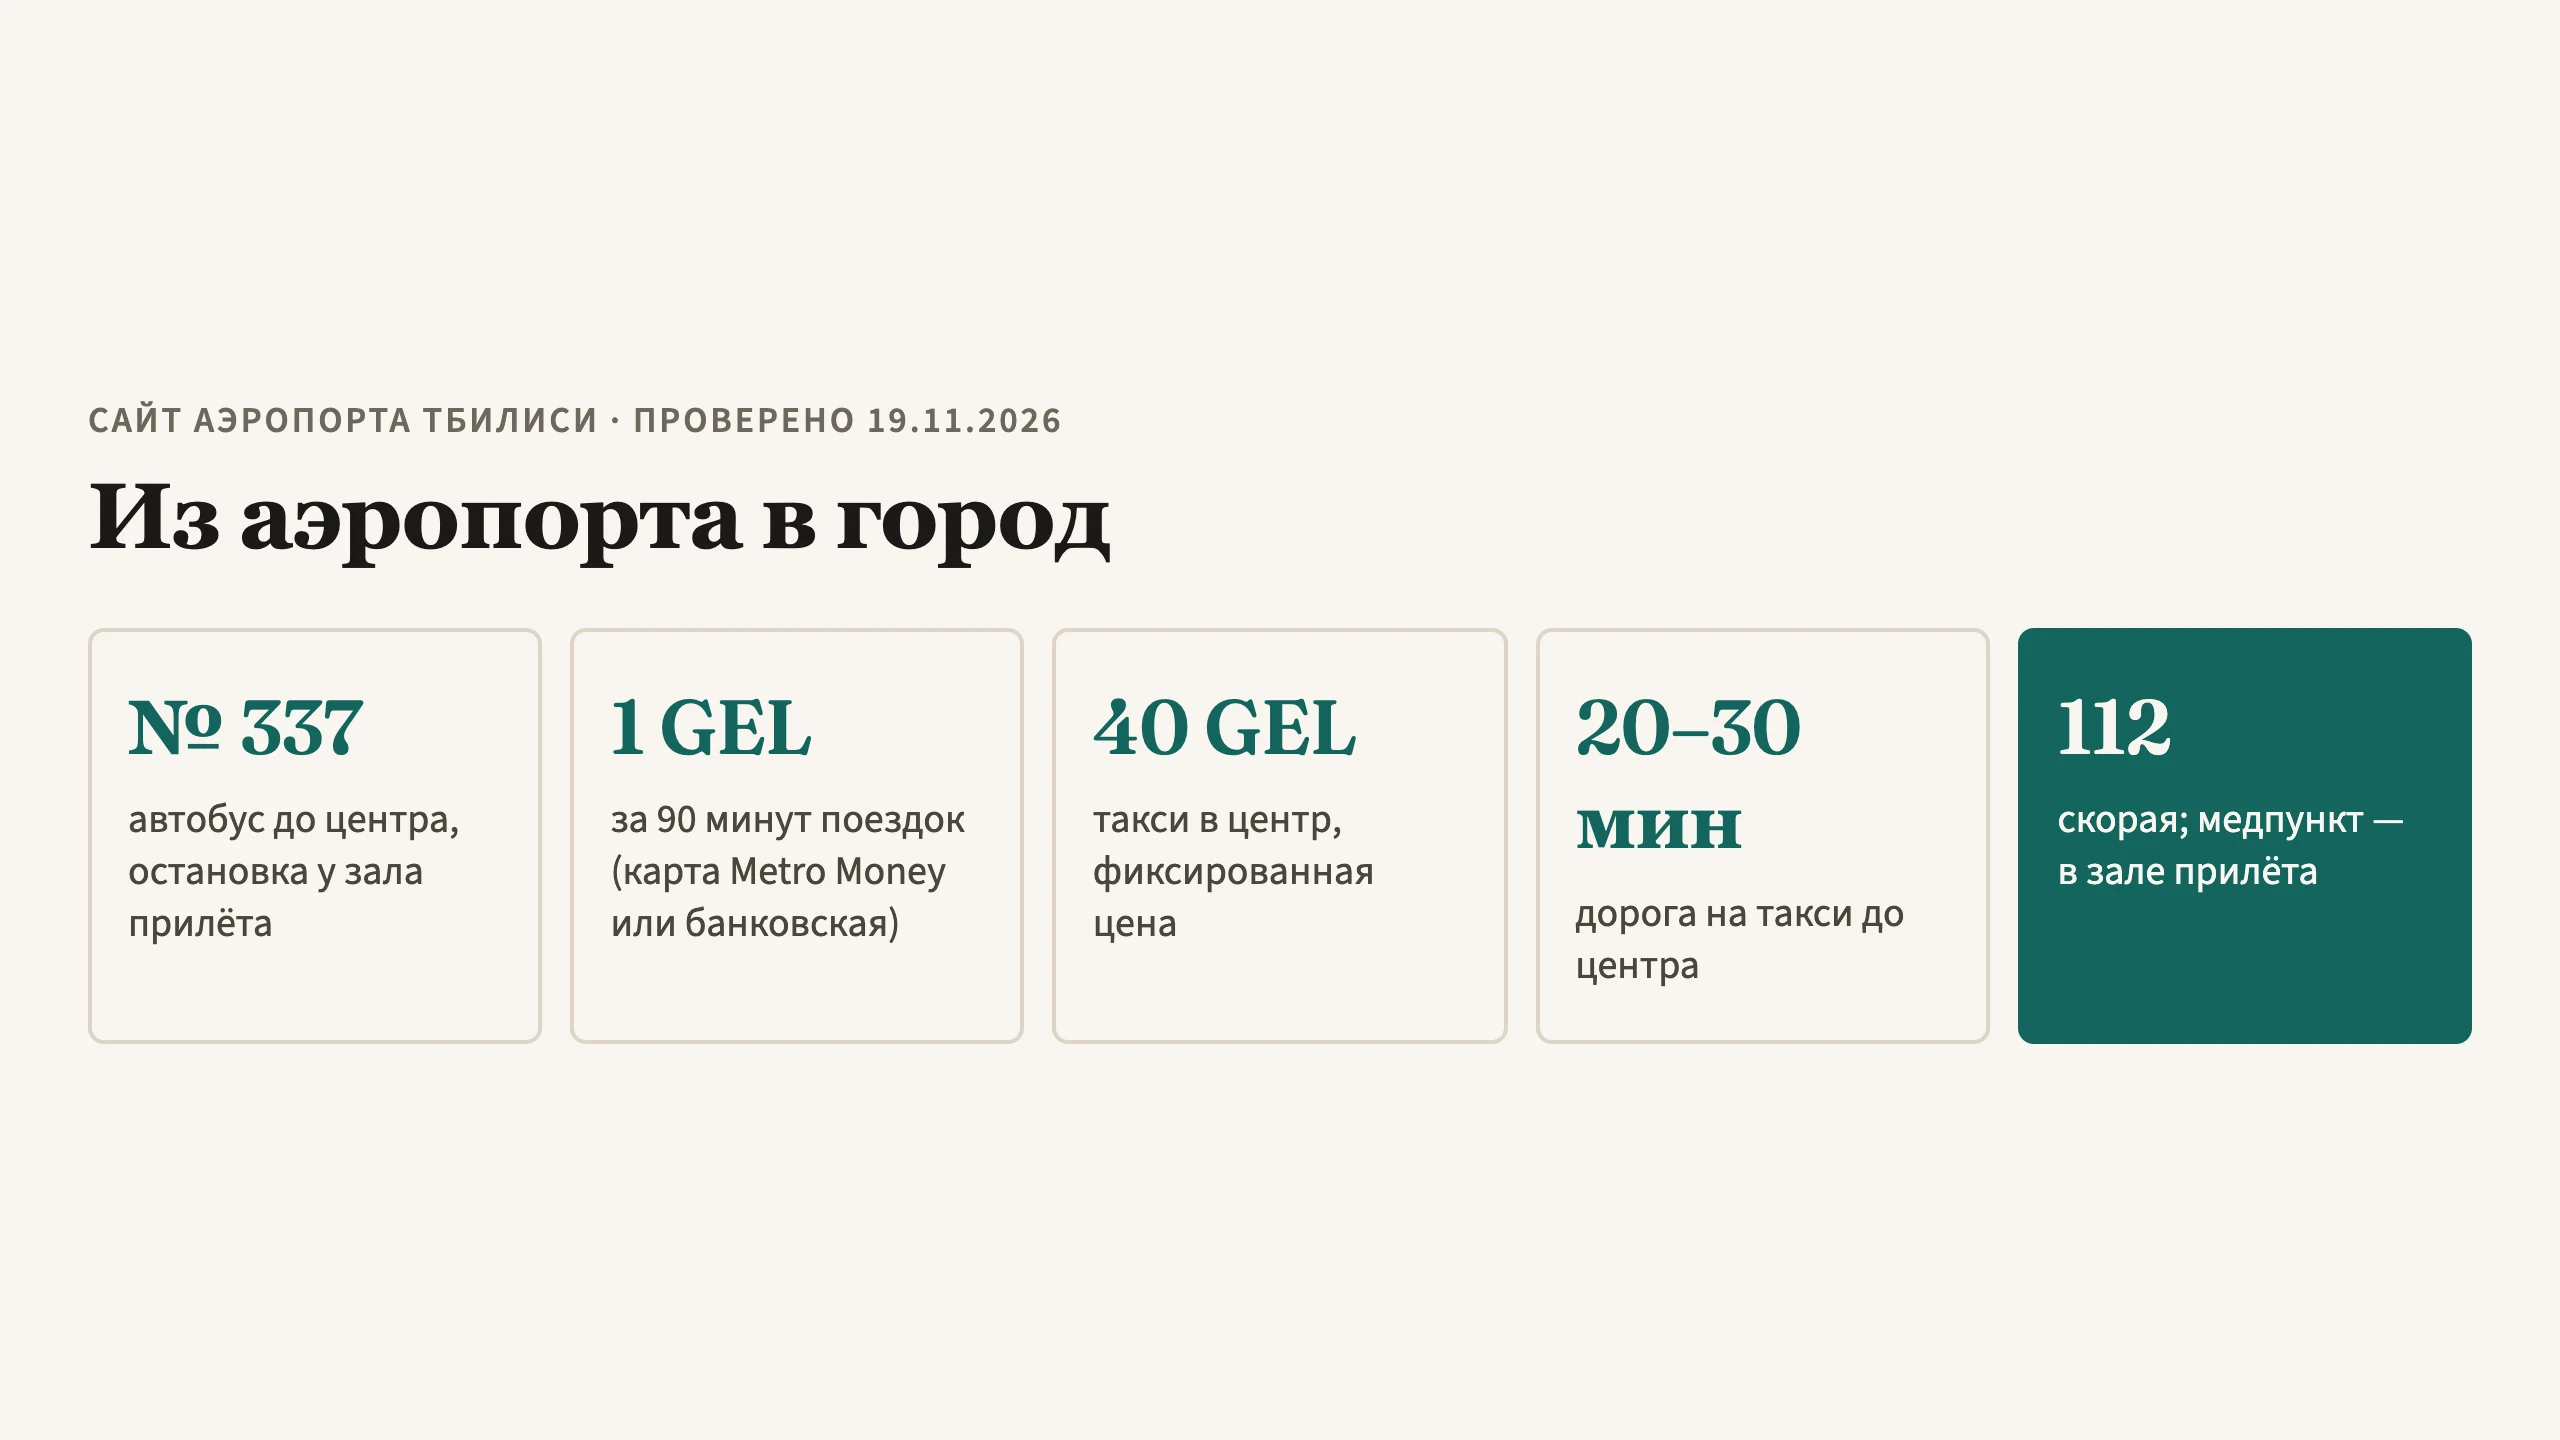 САЙТ АЭРОПОРТА ТБИЛИСИ · ПРОВЕРЕНО 19.11.2026
Из аэропорта в город
№ 337
автобус до центра,
остановка у зала
прилёта
1 GEL
за 90 минут поездок
(карта Metro Money
или банковская)
40 GEL
такси в центр,
фиксированная
цена
20–30
мин
дорога на такси до
центра
112
скорая; медпункт —
в зале прилёта